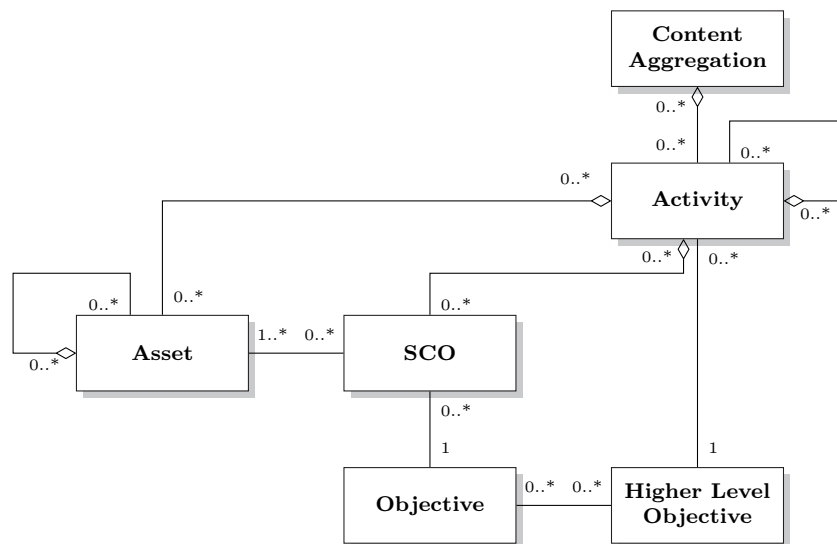 Content
Aggregation
0..*
0..*
0..*
0..*
Activity
0..*
0..*
0..*
0..*
0..*
0..*
Asset
0..*
1..*
0..*
SCO
0..*
1
1
Objective
0..*
0..*
Higher Level
Objective